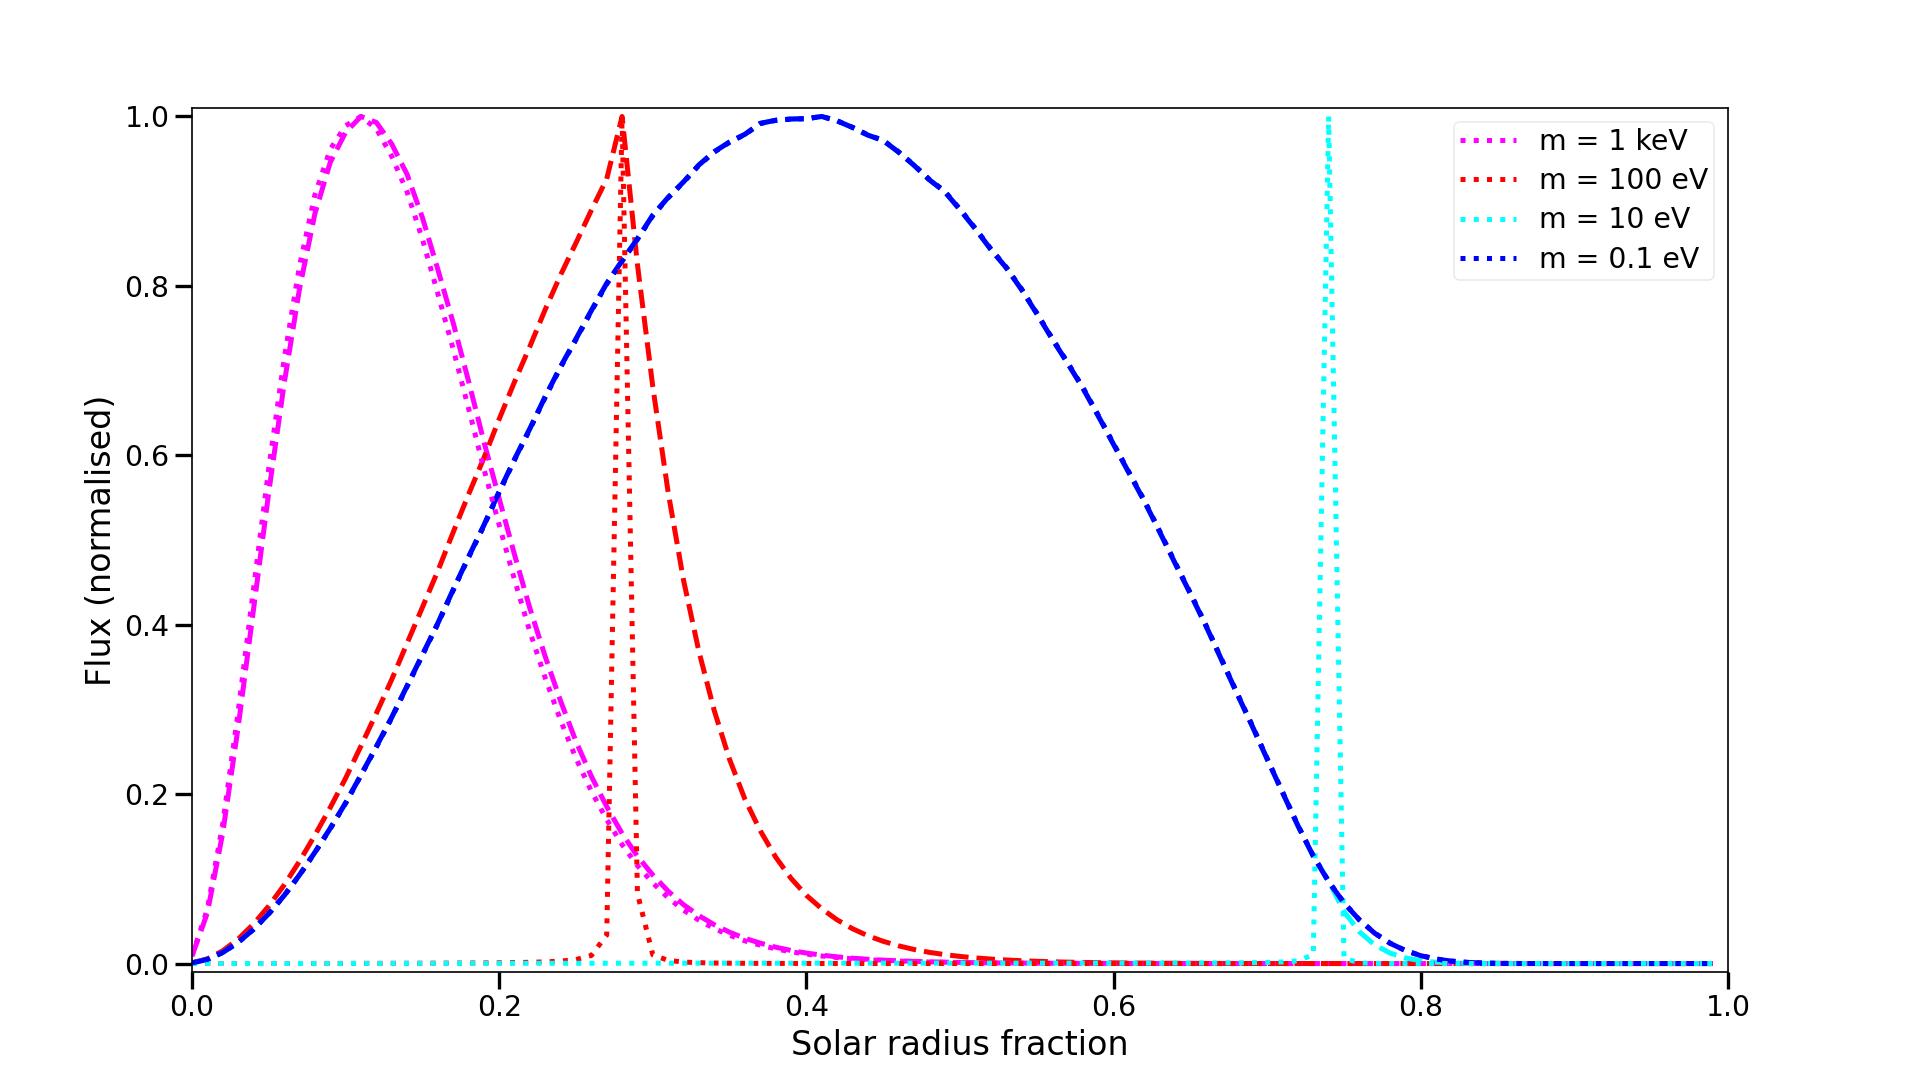 m = 1 keV
m = 100 eV
m = 10 eV
m = 0.1 eV
Flux (normalised)
1.0
0.8
0.6
0.4
0.2
0.0
0.0 0.2 0.4 0.6 0.8 1.0
Solar radius fraction